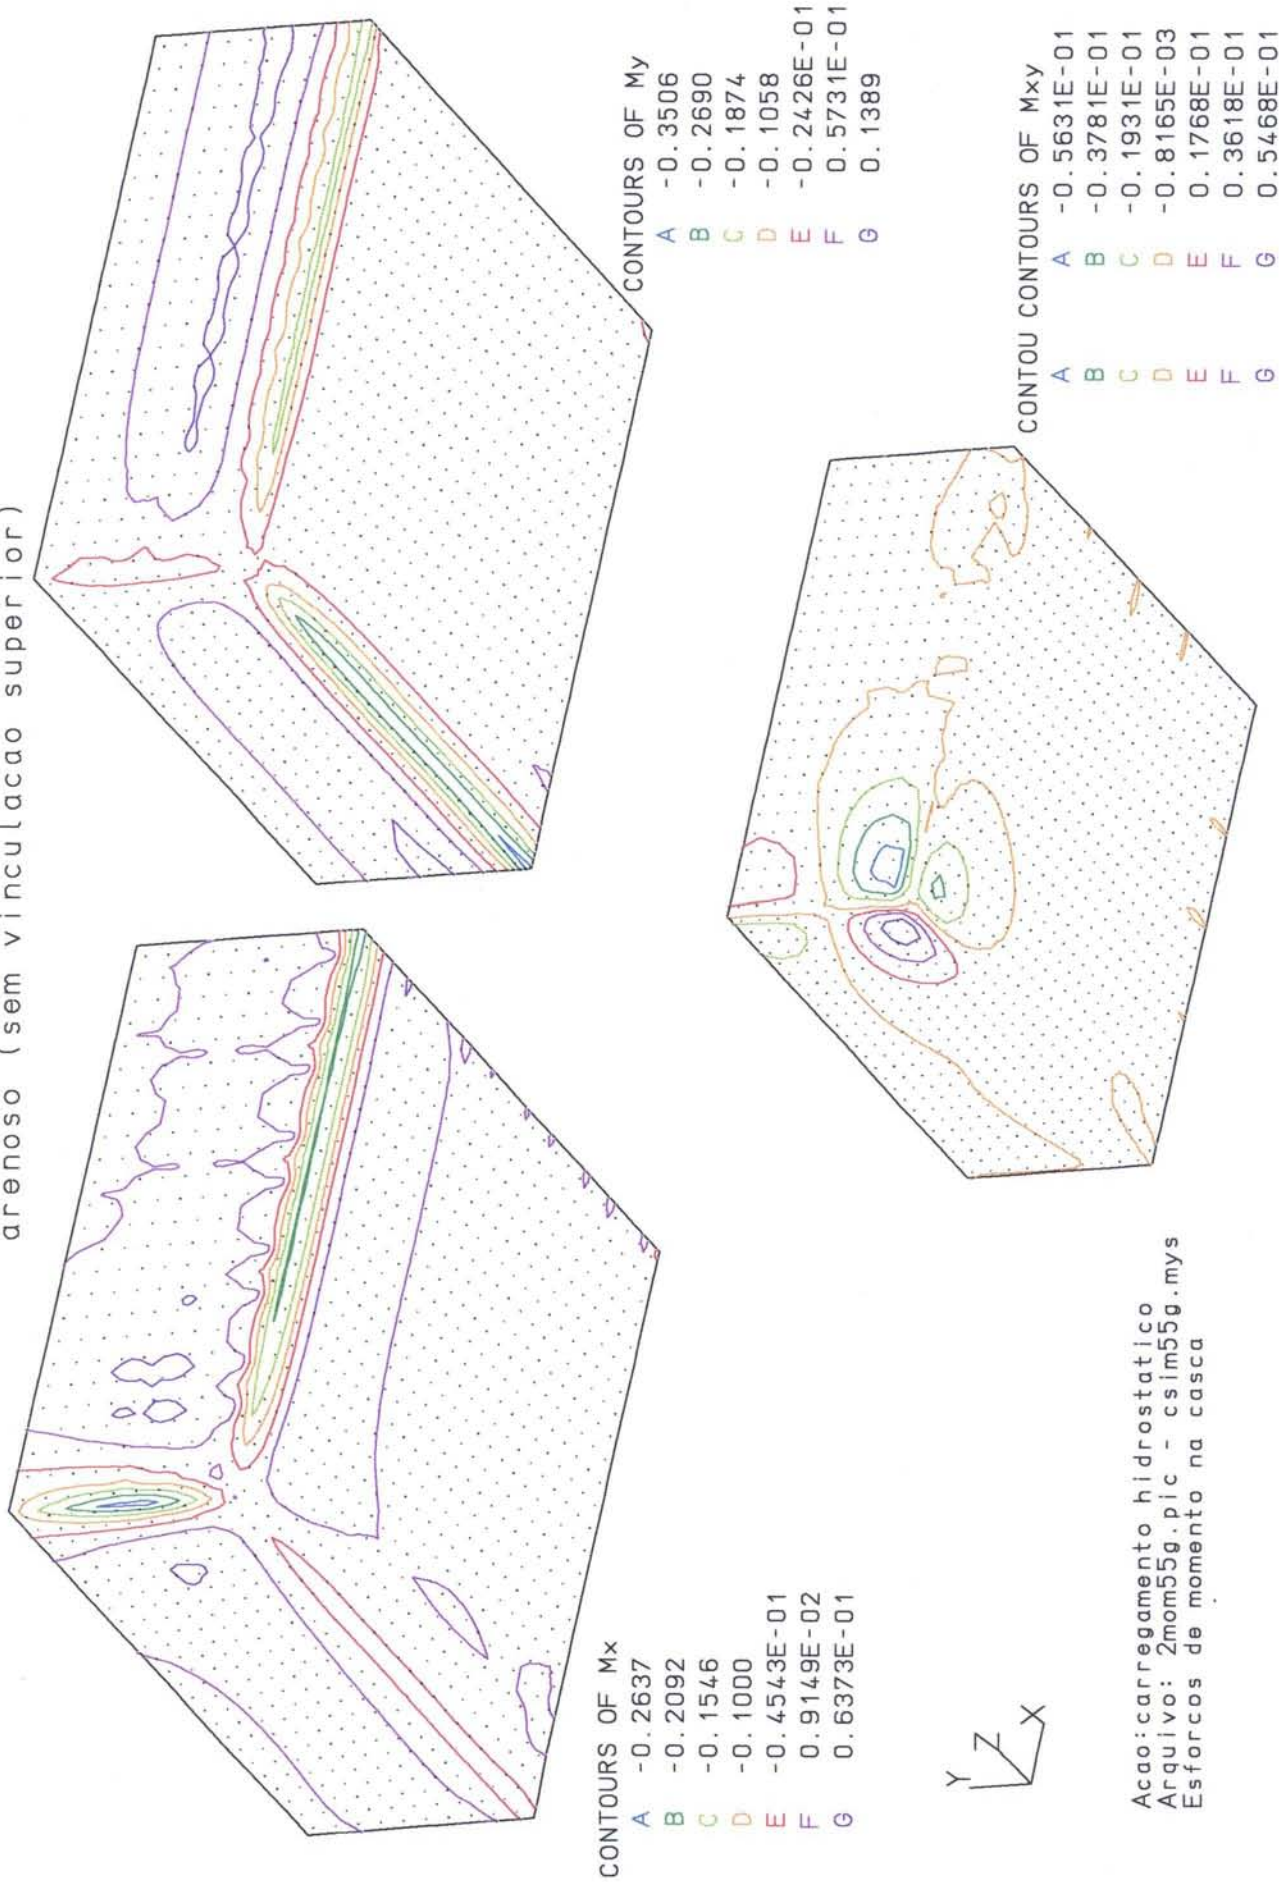 arenoso (sem vinculacao superior)
CONTOURS OF Mx
A -0.2637
B -0.2092
C -0.1546
D -0.1000
E -0.4543E-01
F 0.9149E-02
G 0.6373E-01
CONTOURS OF My
A -0.3506
B -0.2690
C -0.1874
D -0.1058
E -0.2426E-01
F 0.5731E-01
G 0.1389
Y
Z
X
Acao:carregamento hidrostatico
Arquivo: 2mom55g.pic - csim55g.mys
Esforcos de momento na casca
CONTOU CONTOURS OF Mxy
A A -0.5631E-01
B B -0.3781E-01
C C -0.1931E-01
D D -0.8165E-03
E E 0.1768E-01
F F 0.3618E-01
G G 0.5468E-01